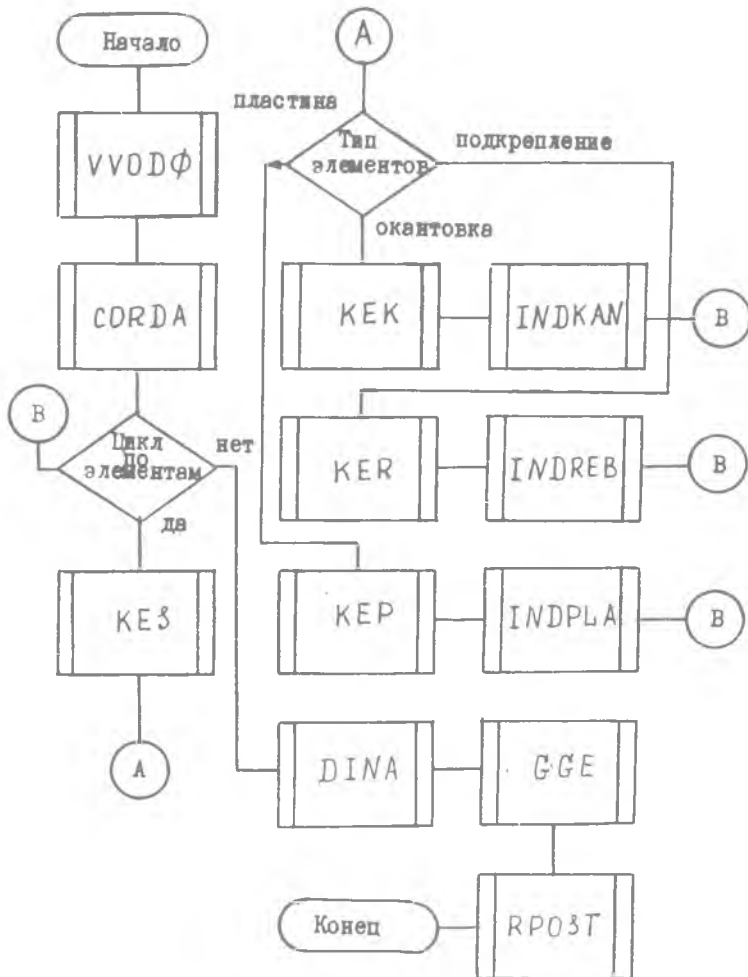 Начало
VVODФ
CORDA
B
Цикл
по
элементам
нет
да
KE3
A
A
пластина
Тип
элементов
подкрепление
окантовка
KEK
INDKAN
B
KER
INDREB
B
KEP
INDPLA
B
DINA
GGE
RPO3T
Конец